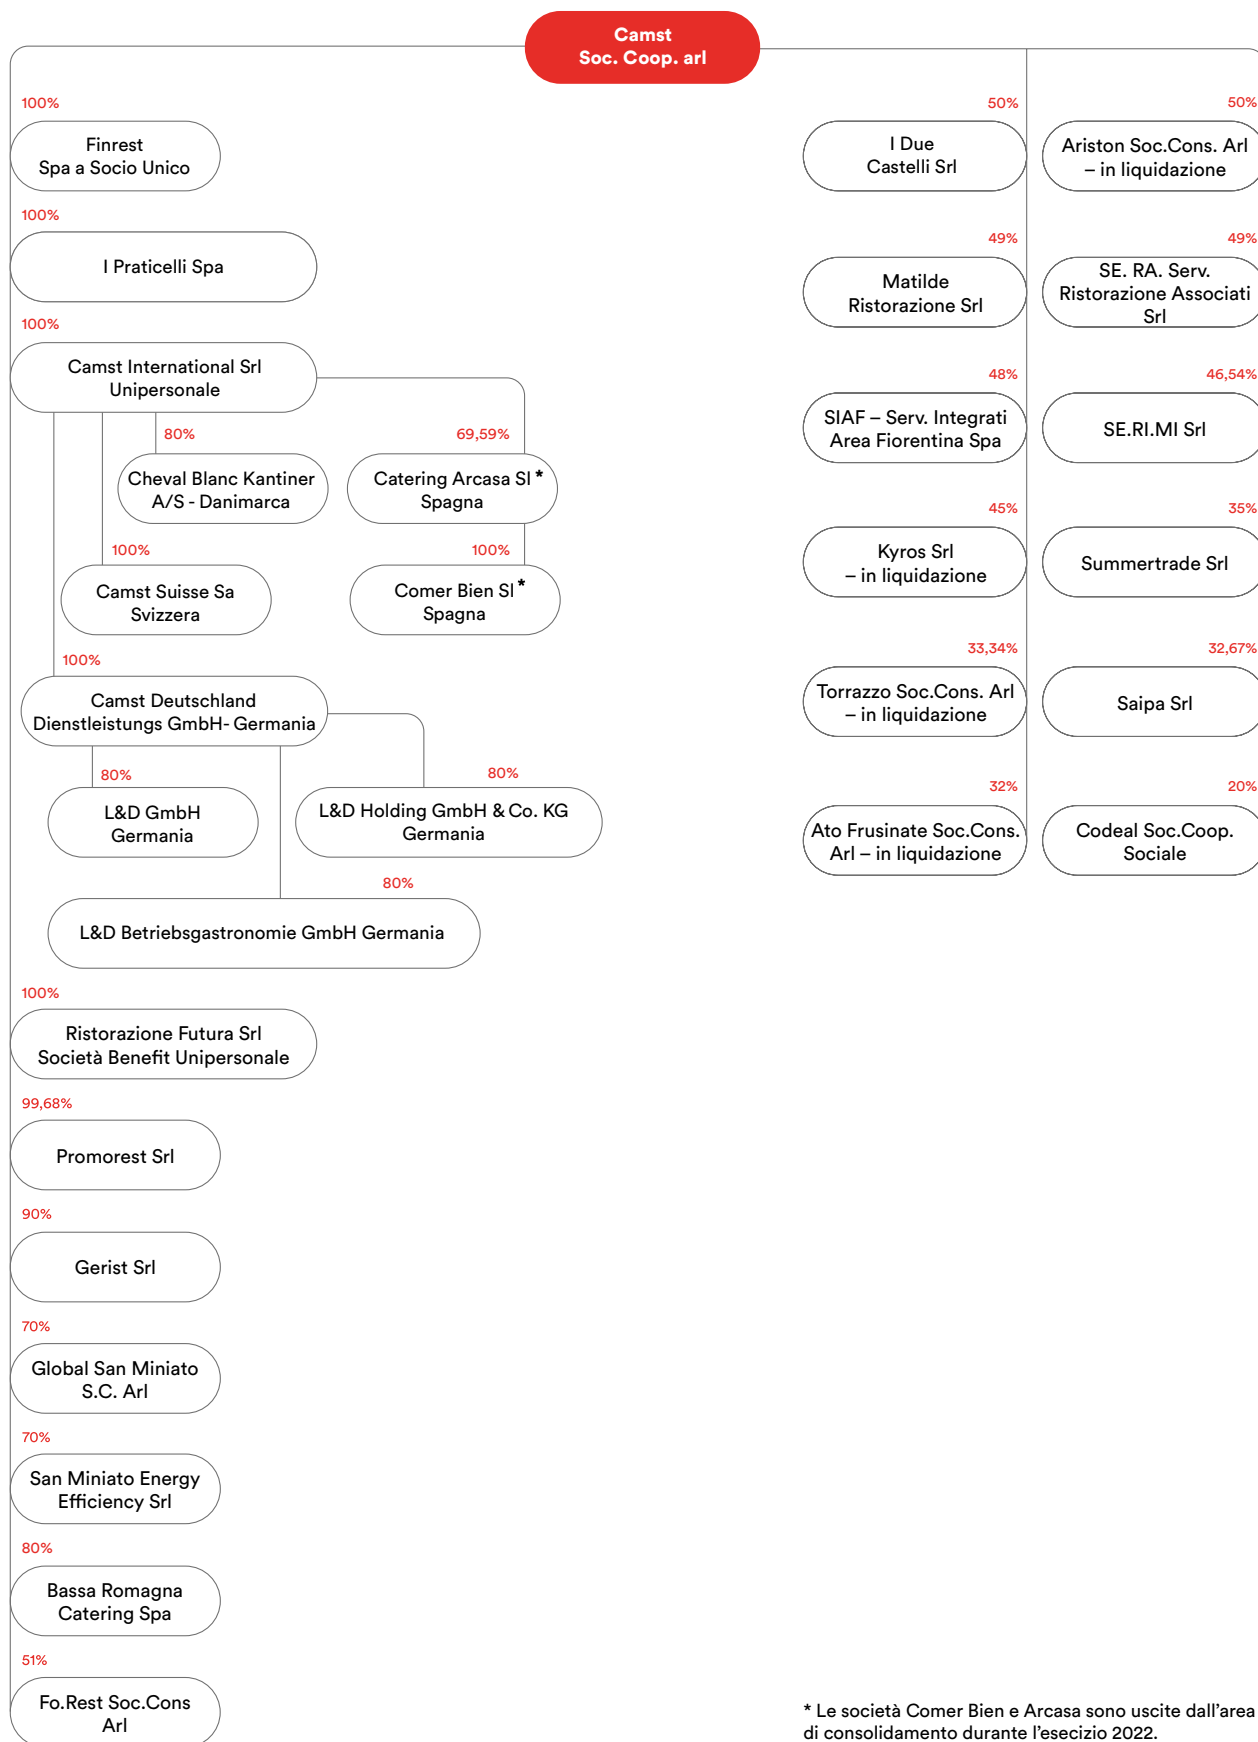 Camst
Soc. Coop. arl
100%
Finrest
Spa a Socio Unico
100%
I Praticelli Spa
100%
Camst International Srl
Unipersonale
80%
Cheval Blanc Kantiner
A/S - Danimarca
69,59%
Catering Arcasa Sl *
Spagna
100%
Camst Suisse Sa
Svizzera
100%
Comer Bien Sl *
Spagna
100%
Camst Deutschland
Dienstleistungs GmbH- Germania
80%
L&D GmbH
Germania
80%
L&D Holding GmbH & Co. KG
Germania
80%
L&D Betriebsgastronomie GmbH Germania
100%
Ristorazione Futura Srl
Società Benefit Unipersonale
99,68%
Promorest Srl
90%
Gerist Srl
70%
Global San Miniato
S.C. Arl
70%
San Miniato Energy
Efficiency Srl
80%
Bassa Romagna
Catering Spa
51%
Fo.Rest Soc.Cons
Arl
50%
I Due
Castelli Srl
50%
Ariston Soc.Cons. Arl
– in liquidazione
49%
Matilde
Ristorazione Srl
49%
SE. RA. Serv.
Ristorazione Associati
Srl
48%
SIAF – Serv. Integrati
Area Fiorentina Spa
46,54%
SE.RI.MI Srl
45%
Kyros Srl
– in liquidazione
35%
Summertrade Srl
33,34%
Torrazzo Soc.Cons. Arl
– in liquidazione
32,67%
Saipa Srl
32%
Ato Frusinate Soc.Cons.
Arl – in liquidazione
20%
Codeal Soc.Coop.
Sociale
* Le società Comer Bien e Arcasa sono uscite dall'area
di consolidamento durante l'esecizio 2022.